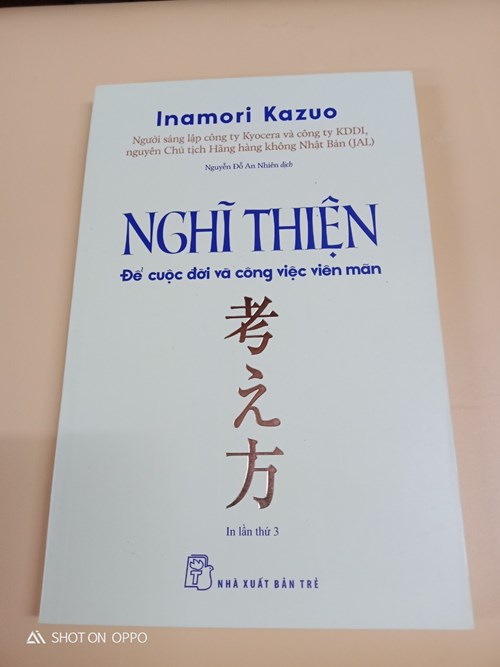 Inamori Kazuo
Người sáng lập công ty Kyocera và công ty KDDI,
nguyên Chủ tịch Hãng hàng không Nhật Bản (JAL)
Nguyễn Đỗ An Nhiên dịch
NGHĨ THIỆN
Để cuộc đời và công việc viên mãn
考え方
In lần thứ 3
NHÀ XUẤT BẢN TRẺ
SHOT ON OPPO